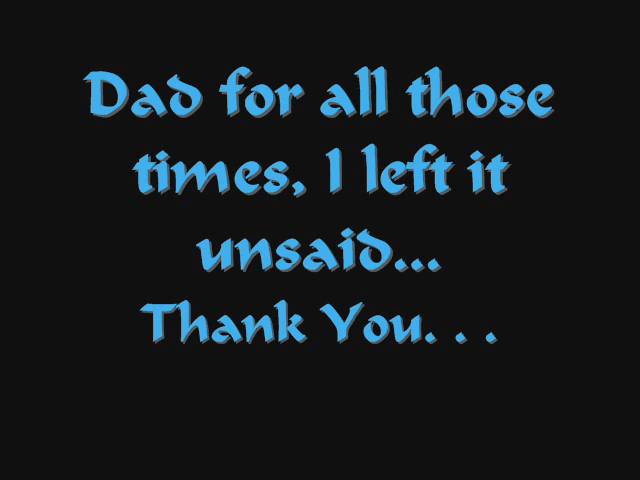 Dad for all those
times, I left it
unsaid...
Thank You. . .